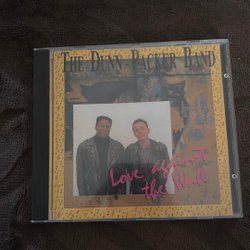 The Dunn-Packer Band
Love against
the Wall